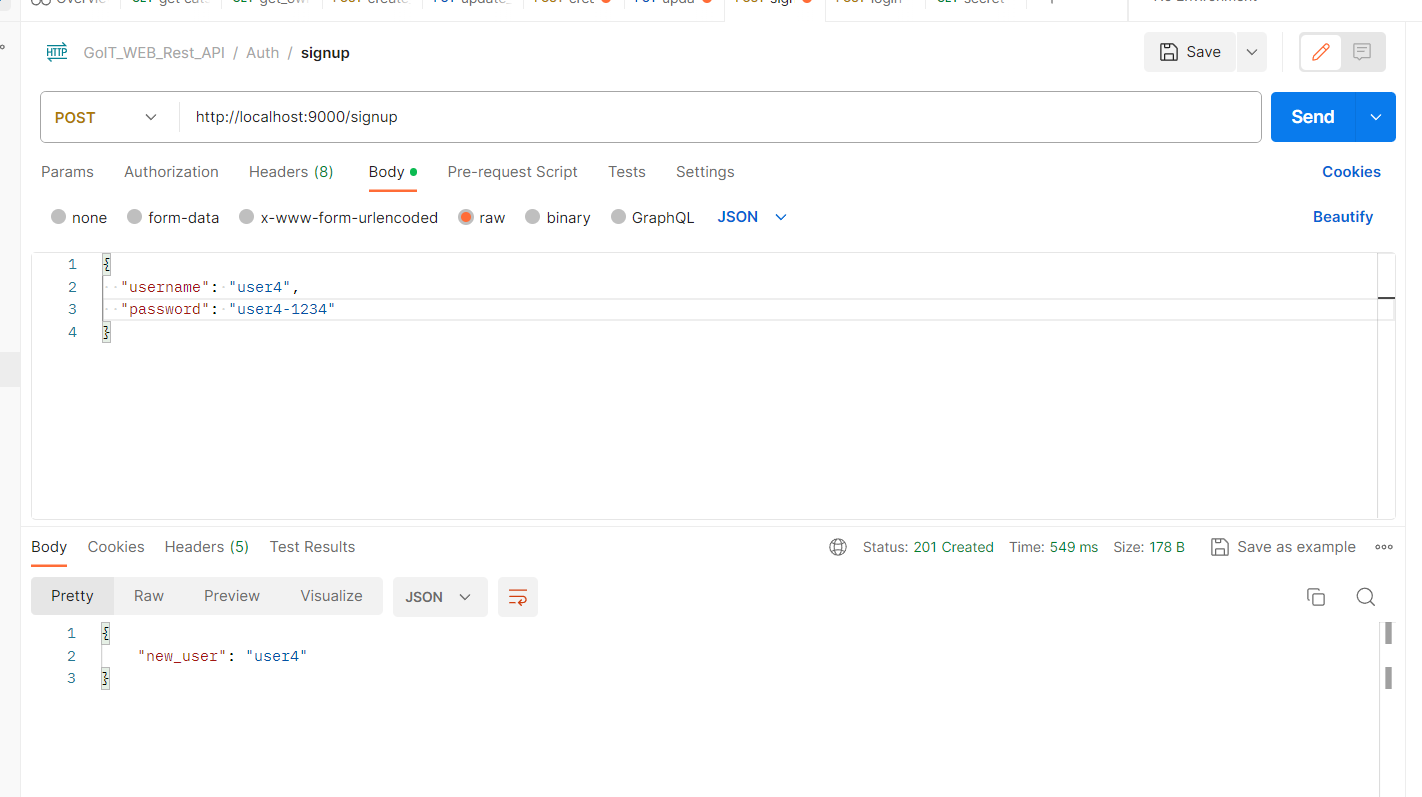 GoIT_WEB_Rest_API / Auth / signup
Save
POST
http://localhost:9000/signup
Send
Params Authorization Headers (8) Body Pre-request Script Tests Settings Cookies
none form-data x-www-form-urlencoded raw binary GraphQL JSON Beautify
1 {
2 "username": "user4",
3 "password": "user4-1234"
4 }
Body Cookies Headers (5) Test Results Status: 201 Created Time: 549 ms Size: 178 B Save as example
Pretty Raw Preview Visualize JSON
1 {
2 "new_user": "user4"
3 }